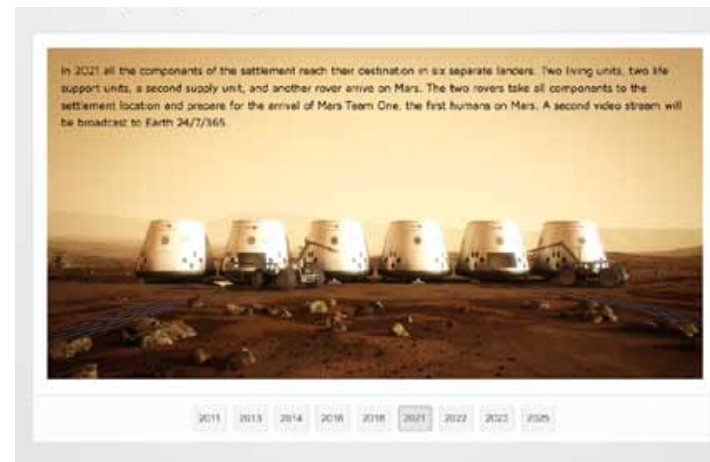 In 2021 all the components of the settlement reach their destination in six separate landers. Two living units, two life
support units, a second supply unit, and another rover arrive on Mars. The two rovers take all components to the
settlement location and prepare for the arrival of Mars Team One, the first humans on Mars. A second video stream will
be broadcast to Earth 24/7/365.
2011 2013 2014 2016 2018 2021 2022 2023 2025